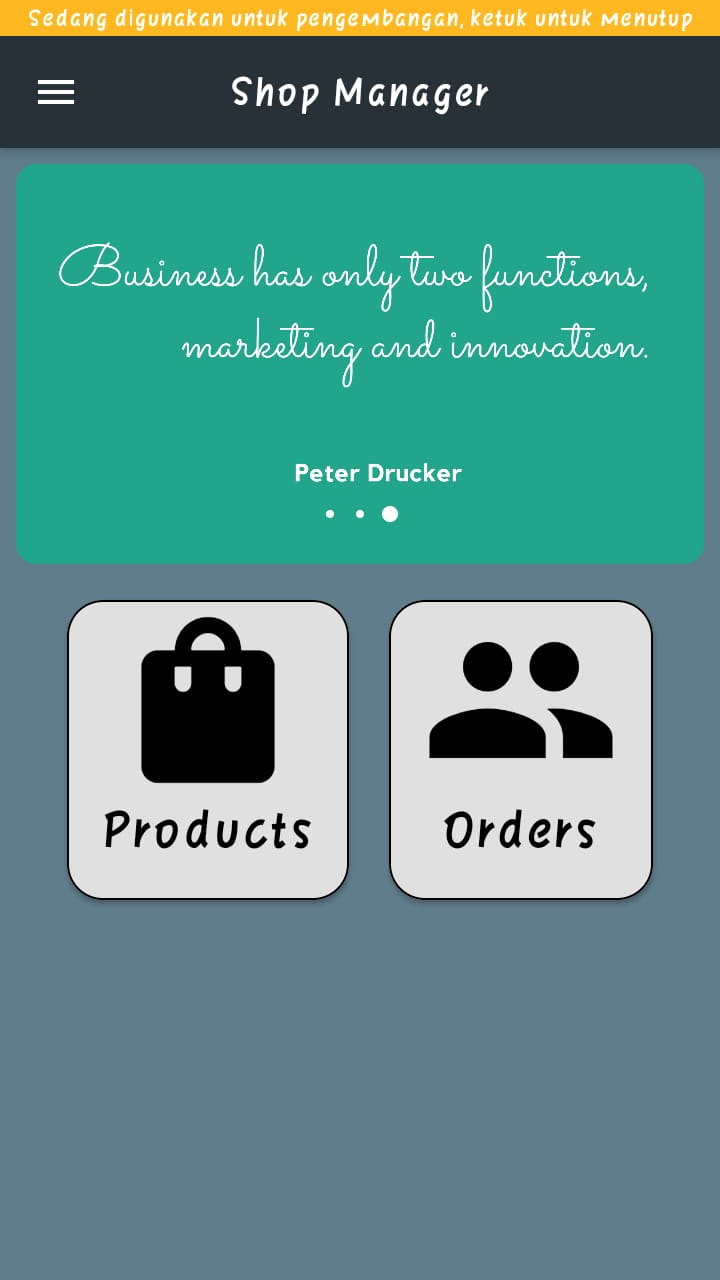 Sedang digunakan untuk pengembangan, ketuk untuk Menutup
Shop Manager
Business has only two functions,
marketing and innovation.
Peter Drucker
Products
Orders